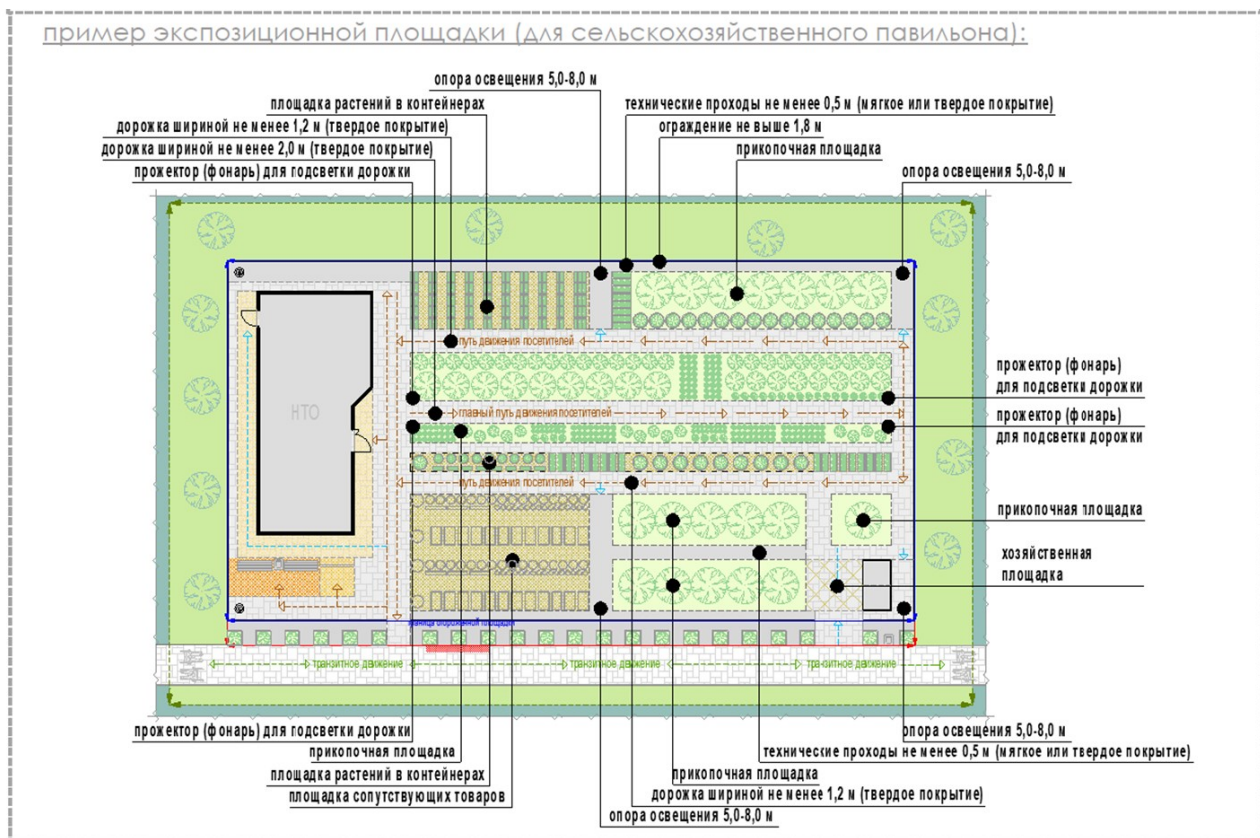 пример экспозиционной площадки (для сельскохозяйственного павильона):
опора освещения 5,0-8,0 м
площадка растений в контейнерах
технические проходы не менее 0,5 м (мягкое или твердое покрытие)
дорожка шириной не менее 1,2 м (твердое покрытие)
ограждение не выше 1,8 м
дорожка шириной не менее 2,0 м (твердое покрытие)
прикопочная площадка
прожектор (фонарь) для подсветки дорожки
опора освещения 5,0-8,0 м
путь движения посетителей
прожектор (фонарь)
для подсветки дорожки
НТО
главный путь движения посетителей
прожектор (фонарь)
для подсветки дорожки
путь движения посетителей
прикопочная площадка
хозяйственная
площадка
граница огороженной площадки
транзитное движение
транзитное движение
транзитное движение
прожектор (фонарь) для подсветки дорожки
опора освещения 5,0-8,0 м
прикопочная площадка
технические проходы не менее 0,5 м (мягкое или твердое покрытие)
площадка растений в контейнерах
прикопочная площадка
площадка сопутствующих товаров
дорожка шириной не менее 1,2 м (твердое покрытие)
опора освещения 5,0-8,0 м